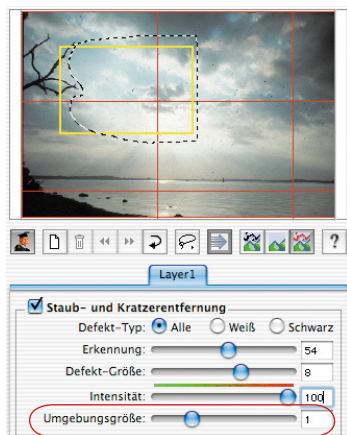 ?
Layer1
Staub- und Kratzerentfernung
Defekt-Typ: Alle Weiß Schwarz
Erkennung: 54
Defekt-Größe: 8
Intensität: 100
Umgebungsgröße: 1